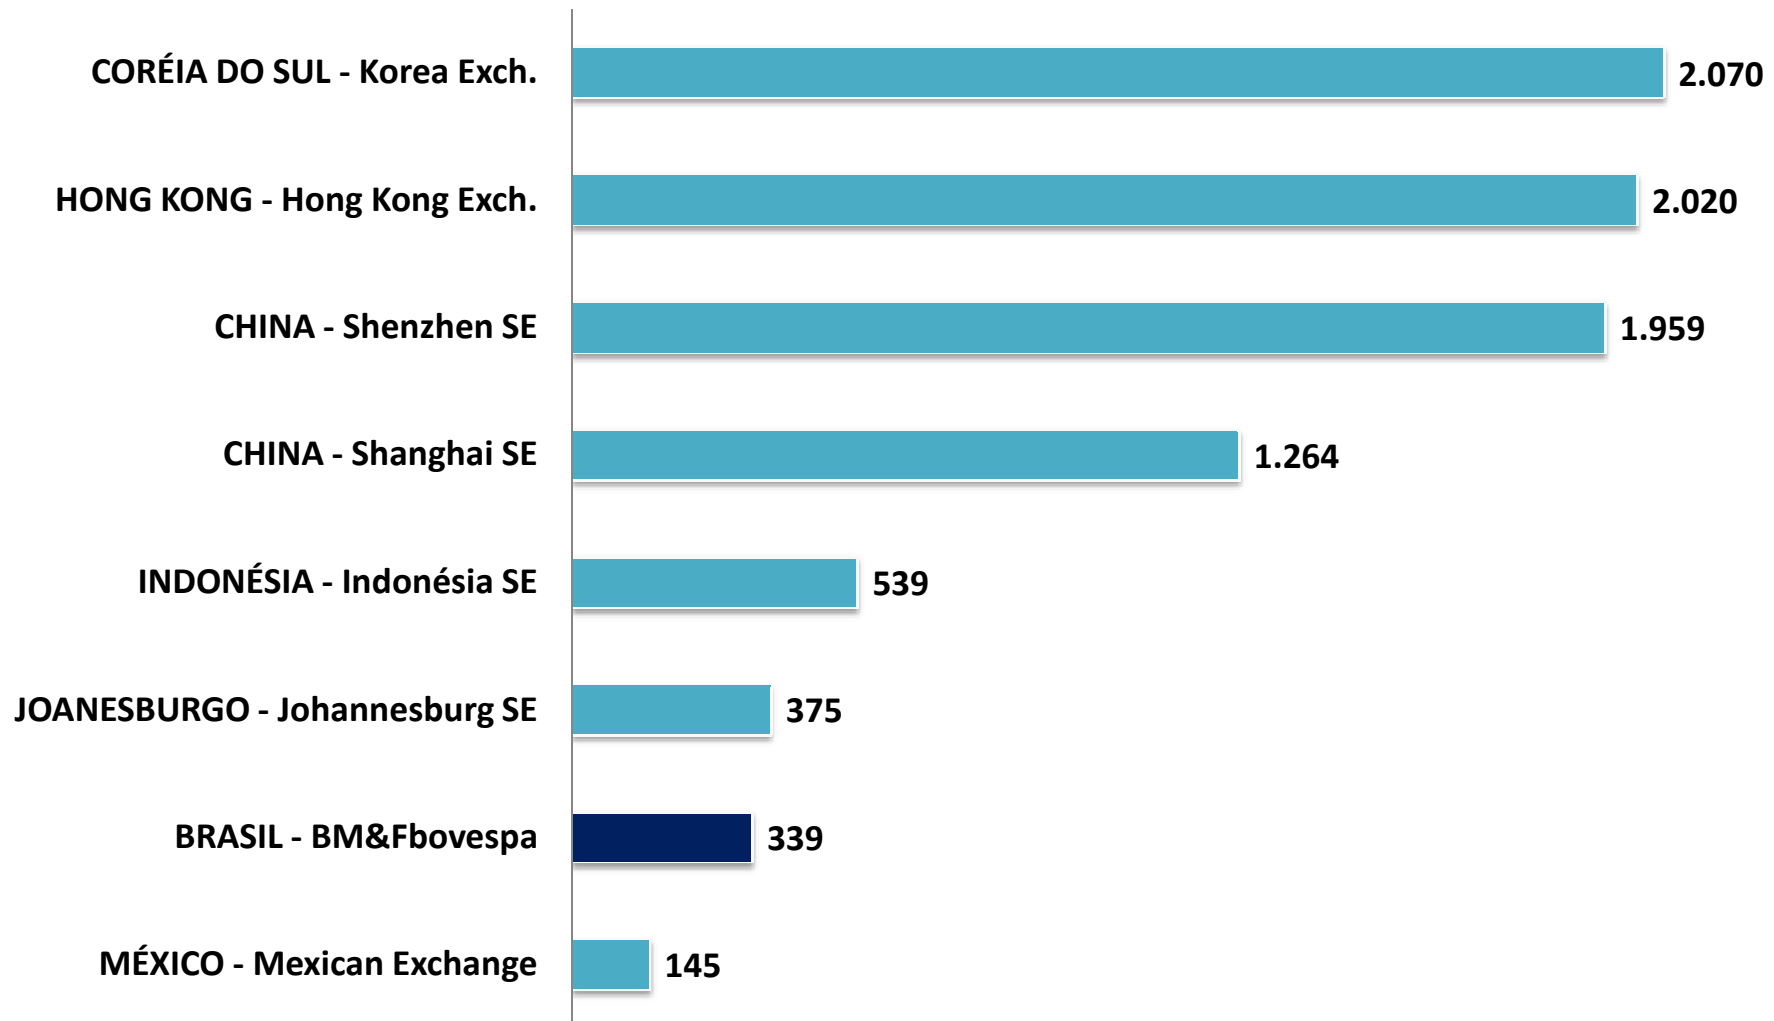 CORÉIA DO SUL - Korea Exch. 2.070
HONG KONG - Hong Kong Exch. 2.020
CHINA - Shenzhen SE 1.959
CHINA - Shanghai SE 1.264
INDONÉSIA - Indonésia SE 539
JOANESBURGO - Johannesburg SE 375
BRASIL - BM&Fbovespa 339
MÉXICO - Mexican Exchange 145